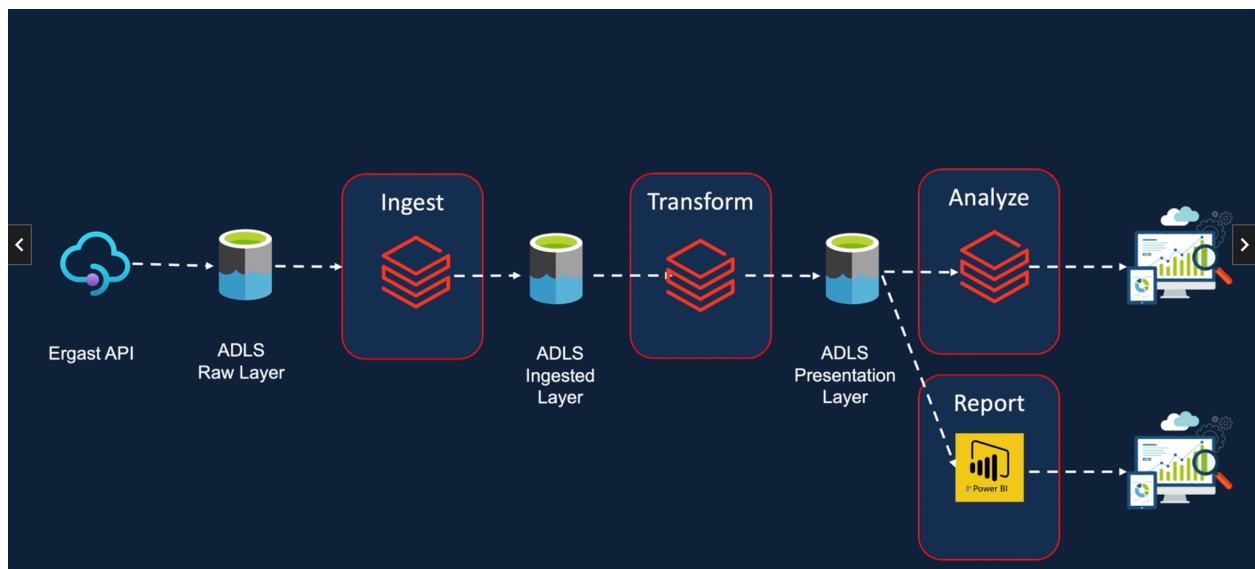 Ingest
Transform
Analyze
Ergast API
ADLS
Raw Layer
ADLS
Ingested
Layer
ADLS
Presentation
Layer
Report
Power BI